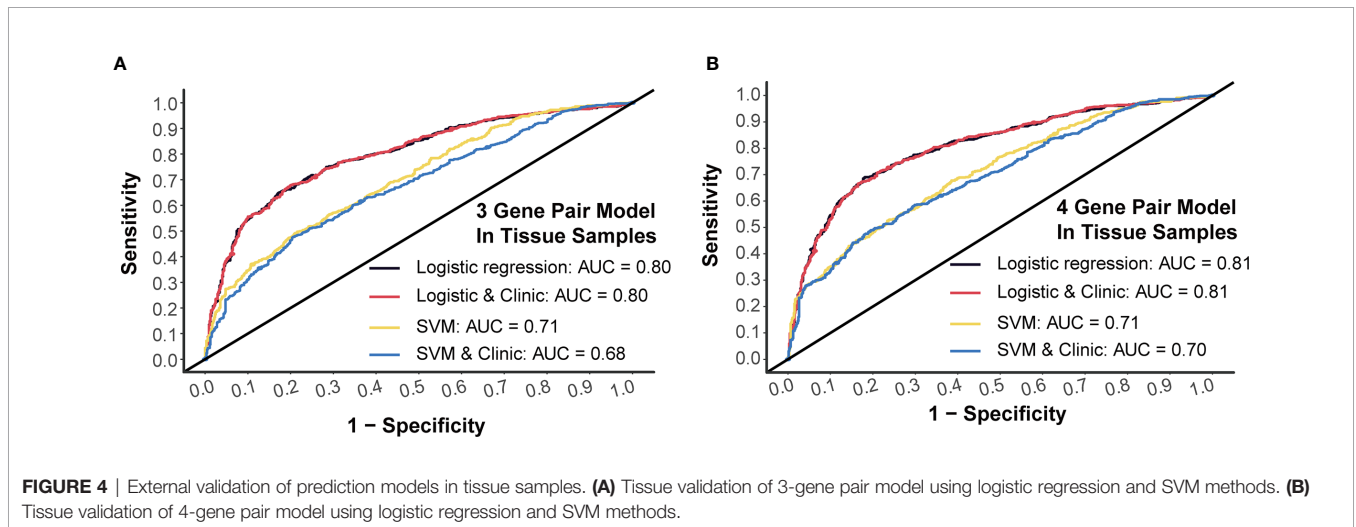 A
1.0
0.9
0.8
0.7
0.6
0.5
0.4
0.3
0.2
0.1
0.0
Sensitivity
3 Gene Pair Model
In Tissue Samples
Logistic regression: AUC = 0.80
Logistic & Clinic: AUC = 0.80
SVM: AUC = 0.71
SVM & Clinic: AUC = 0.68
0.0 0.1 0.2 0.3 0.4 0.5 0.6 0.7 0.8 0.9 1.0
1 − Specificity
B
1.0
0.9
0.8
0.7
0.6
0.5
0.4
0.3
0.2
0.1
0.0
Sensitivity
4 Gene Pair Model
In Tissue Samples
Logistic regression: AUC = 0.81
Logistic & Clinic: AUC = 0.81
SVM: AUC = 0.71
SVM & Clinic: AUC = 0.70
0.0 0.1 0.2 0.3 0.4 0.5 0.6 0.7 0.8 0.9 1.0
1 − Specificity
FIGURE 4 | External validation of prediction models in tissue samples. (A) Tissue validation of 3-gene pair model using logistic regression and SVM methods. (B)
Tissue validation of 4-gene pair model using logistic regression and SVM methods.